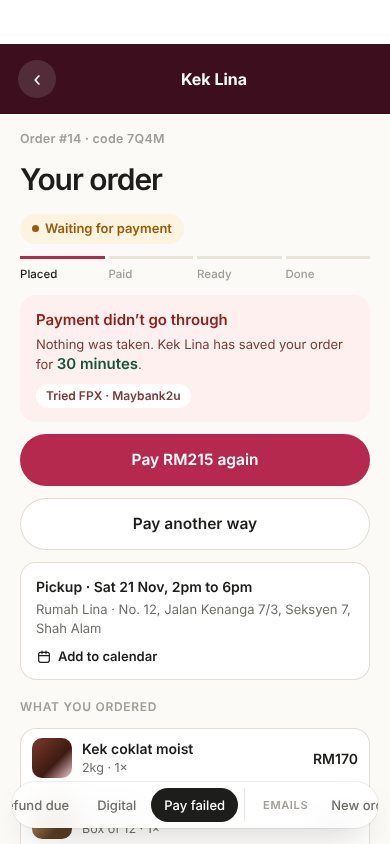 Kek Lina
Order #14 · code 7Q4M
Your order
Waiting for payment
Placed
Paid
Ready
Done
Payment didn’t go through
Nothing was taken. Kek Lina has saved your order
for 30 minutes.
Tried FPX · Maybank2u
Pay RM215 again
Pay another way
Pickup · Sat 21 Nov, 2pm to 6pm
Rumah Lina · No. 12, Jalan Kenanga 7/3, Seksyen 7,
Shah Alam
Add to calendar
WHAT YOU ORDERED
Kek coklat moist
RM170
2kg · 1×
due Digital Pay failed EMAILS New
Box of 12 · 1×